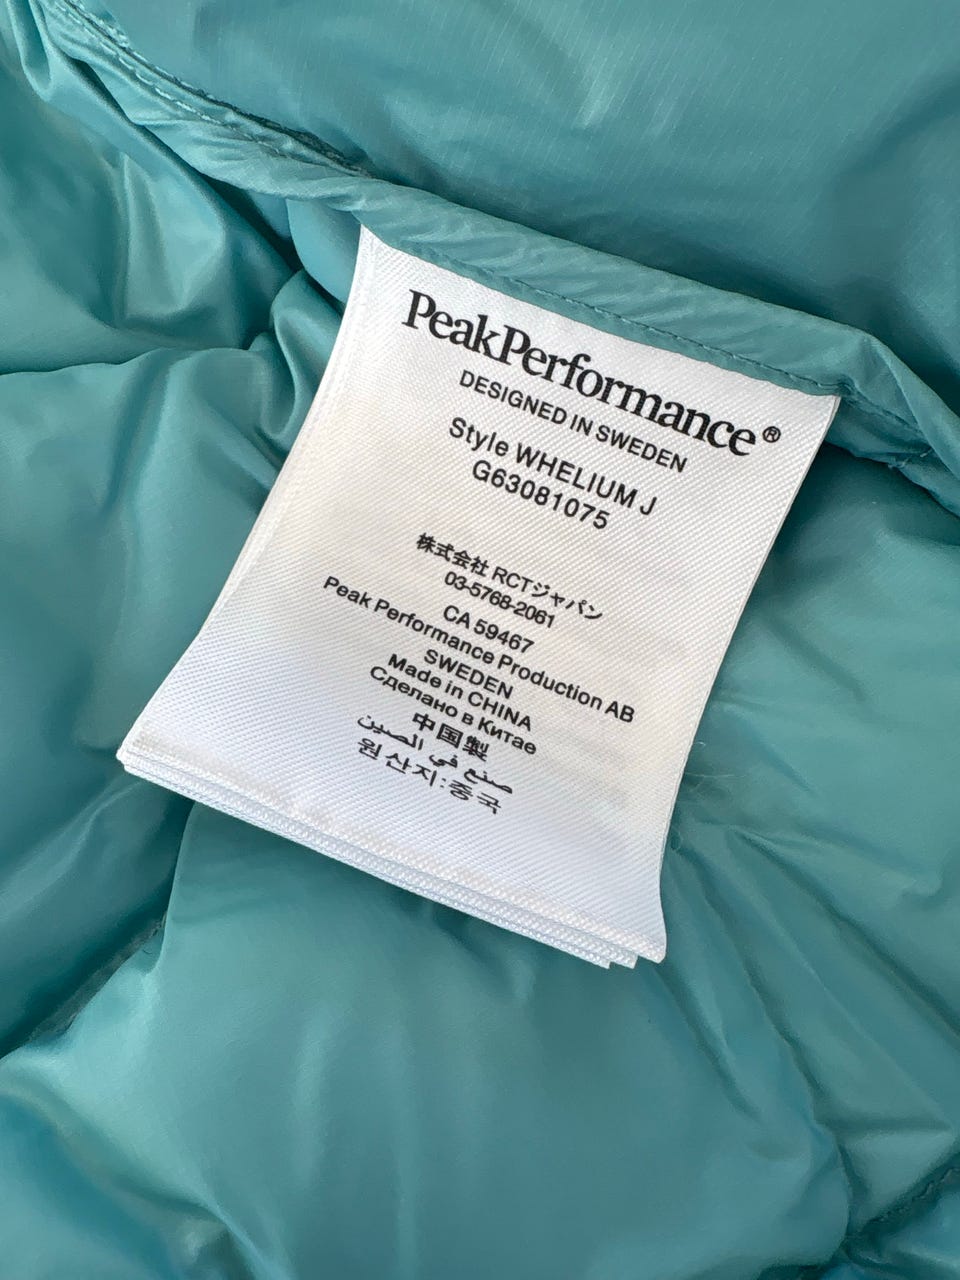 PeakPerformance®
DESIGNED IN SWEDEN
Style WHELIUM J
G63081075
株式会社 RCTジャパン
03-5768-2061
CA 59467
Peak Performance Production AB
SWEDEN
Made in CHINA
Сделано в Китае
中国製
صنع في الصين
원산지:중국